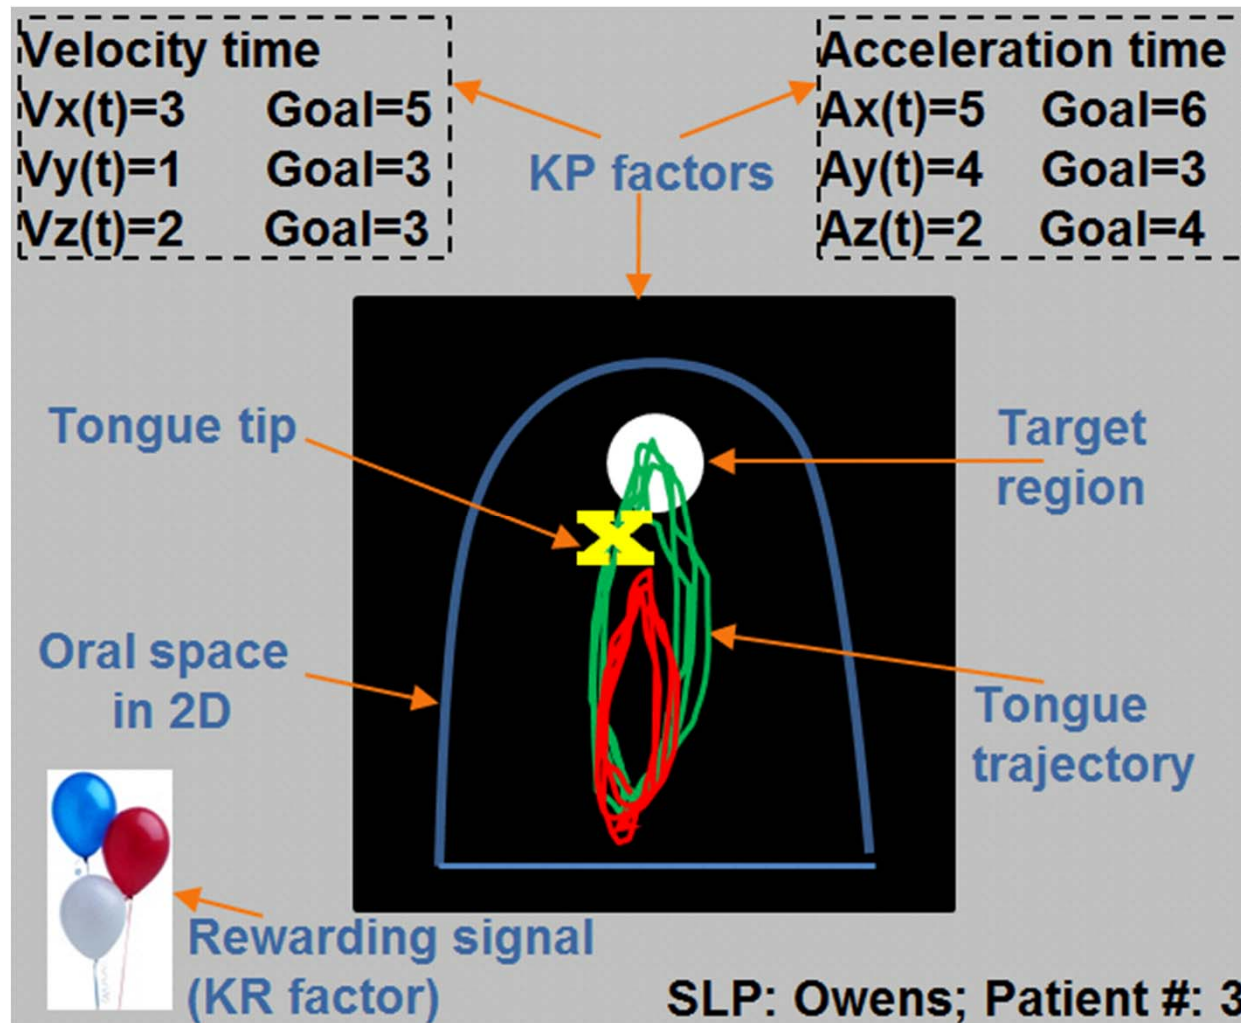 Velocity time
Vx(t)=3 Goal=5
Vy(t)=1 Goal=3
Vz(t)=2 Goal=3
Acceleration time
Ax(t)=5 Goal=6
Ay(t)=4 Goal=3
Az(t)=2 Goal=4
KP factors
Tongue tip
Target
region
X
Oral space
in 2D
Tongue
trajectory
Rewarding signal
(KR factor)
SLP: Owens; Patient #: 3